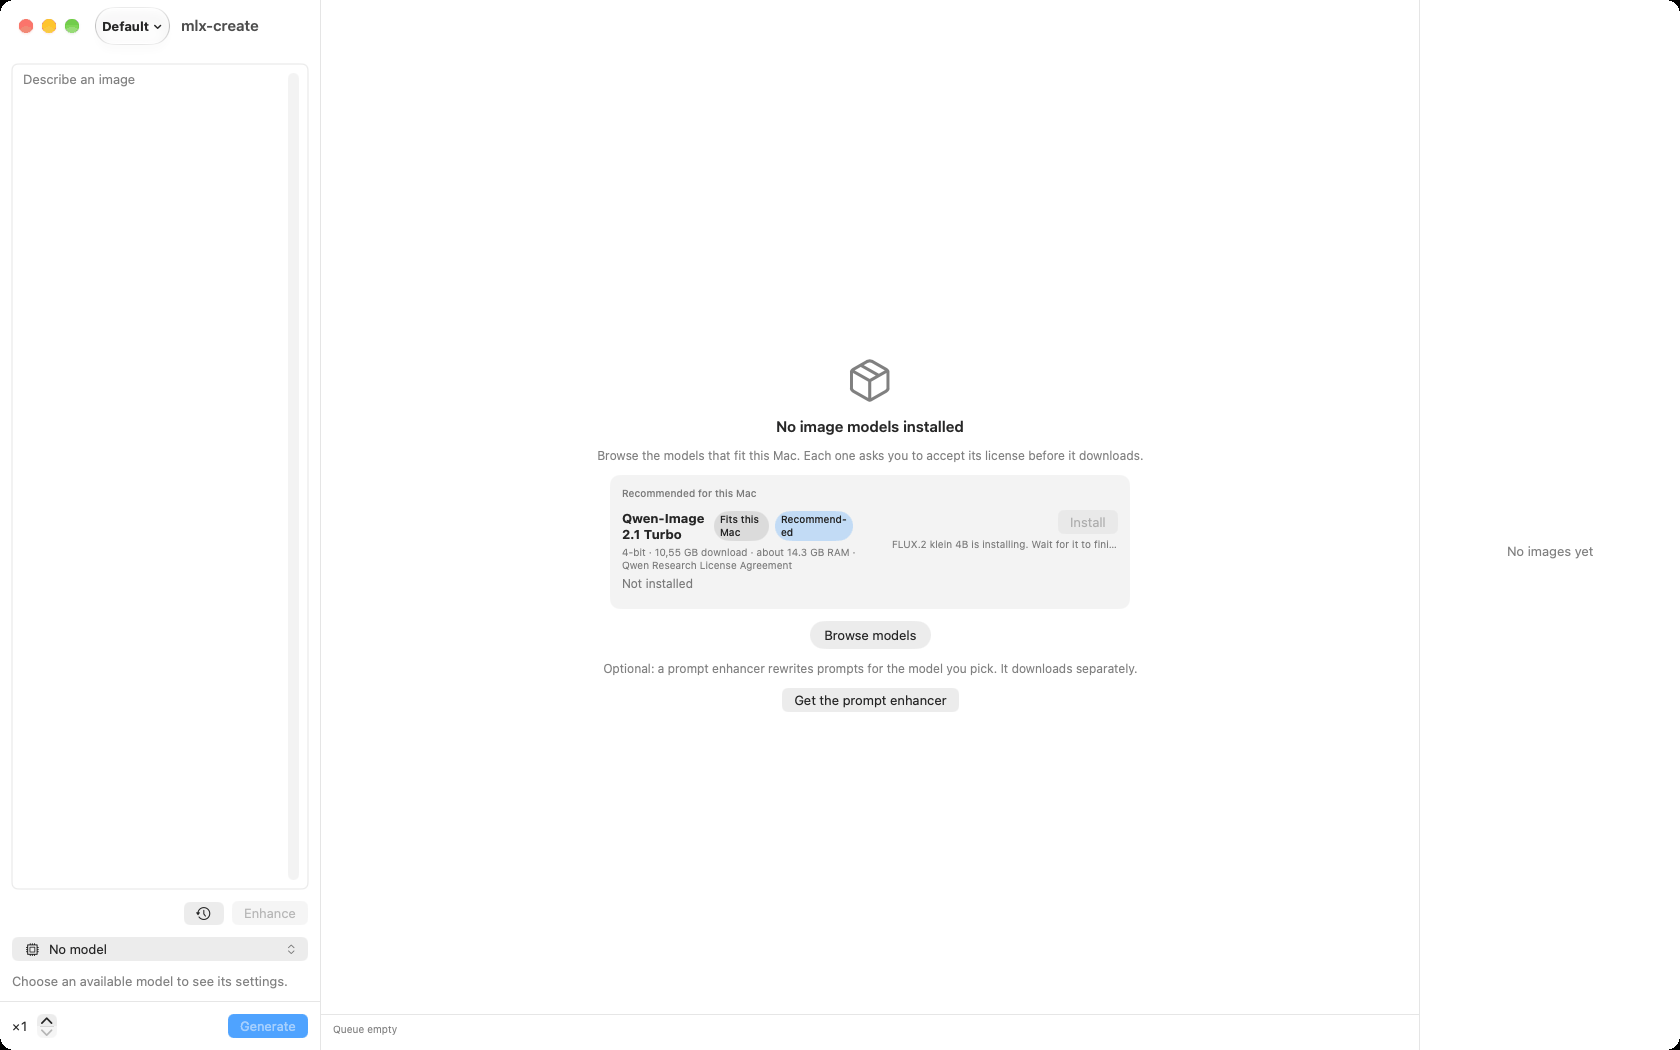 Default
mlx-create
Describe an image
Enhance
No model
Choose an available model to see its settings.
×1
Generate
No image models installed
Browse the models that fit this Mac. Each one asks you to accept its license before it downloads.
Recommended for this Mac
Qwen-Image
2.1 Turbo
Fits this
Mac
Recommend-
ed
4-bit · 10,55 GB download · about 14.3 GB RAM ·
Qwen Research License Agreement
Not installed
Install
FLUX.2 klein 4B is installing. Wait for it to fini...
Browse models
Optional: a prompt enhancer rewrites prompts for the model you pick. It downloads separately.
Get the prompt enhancer
Queue empty
No images yet